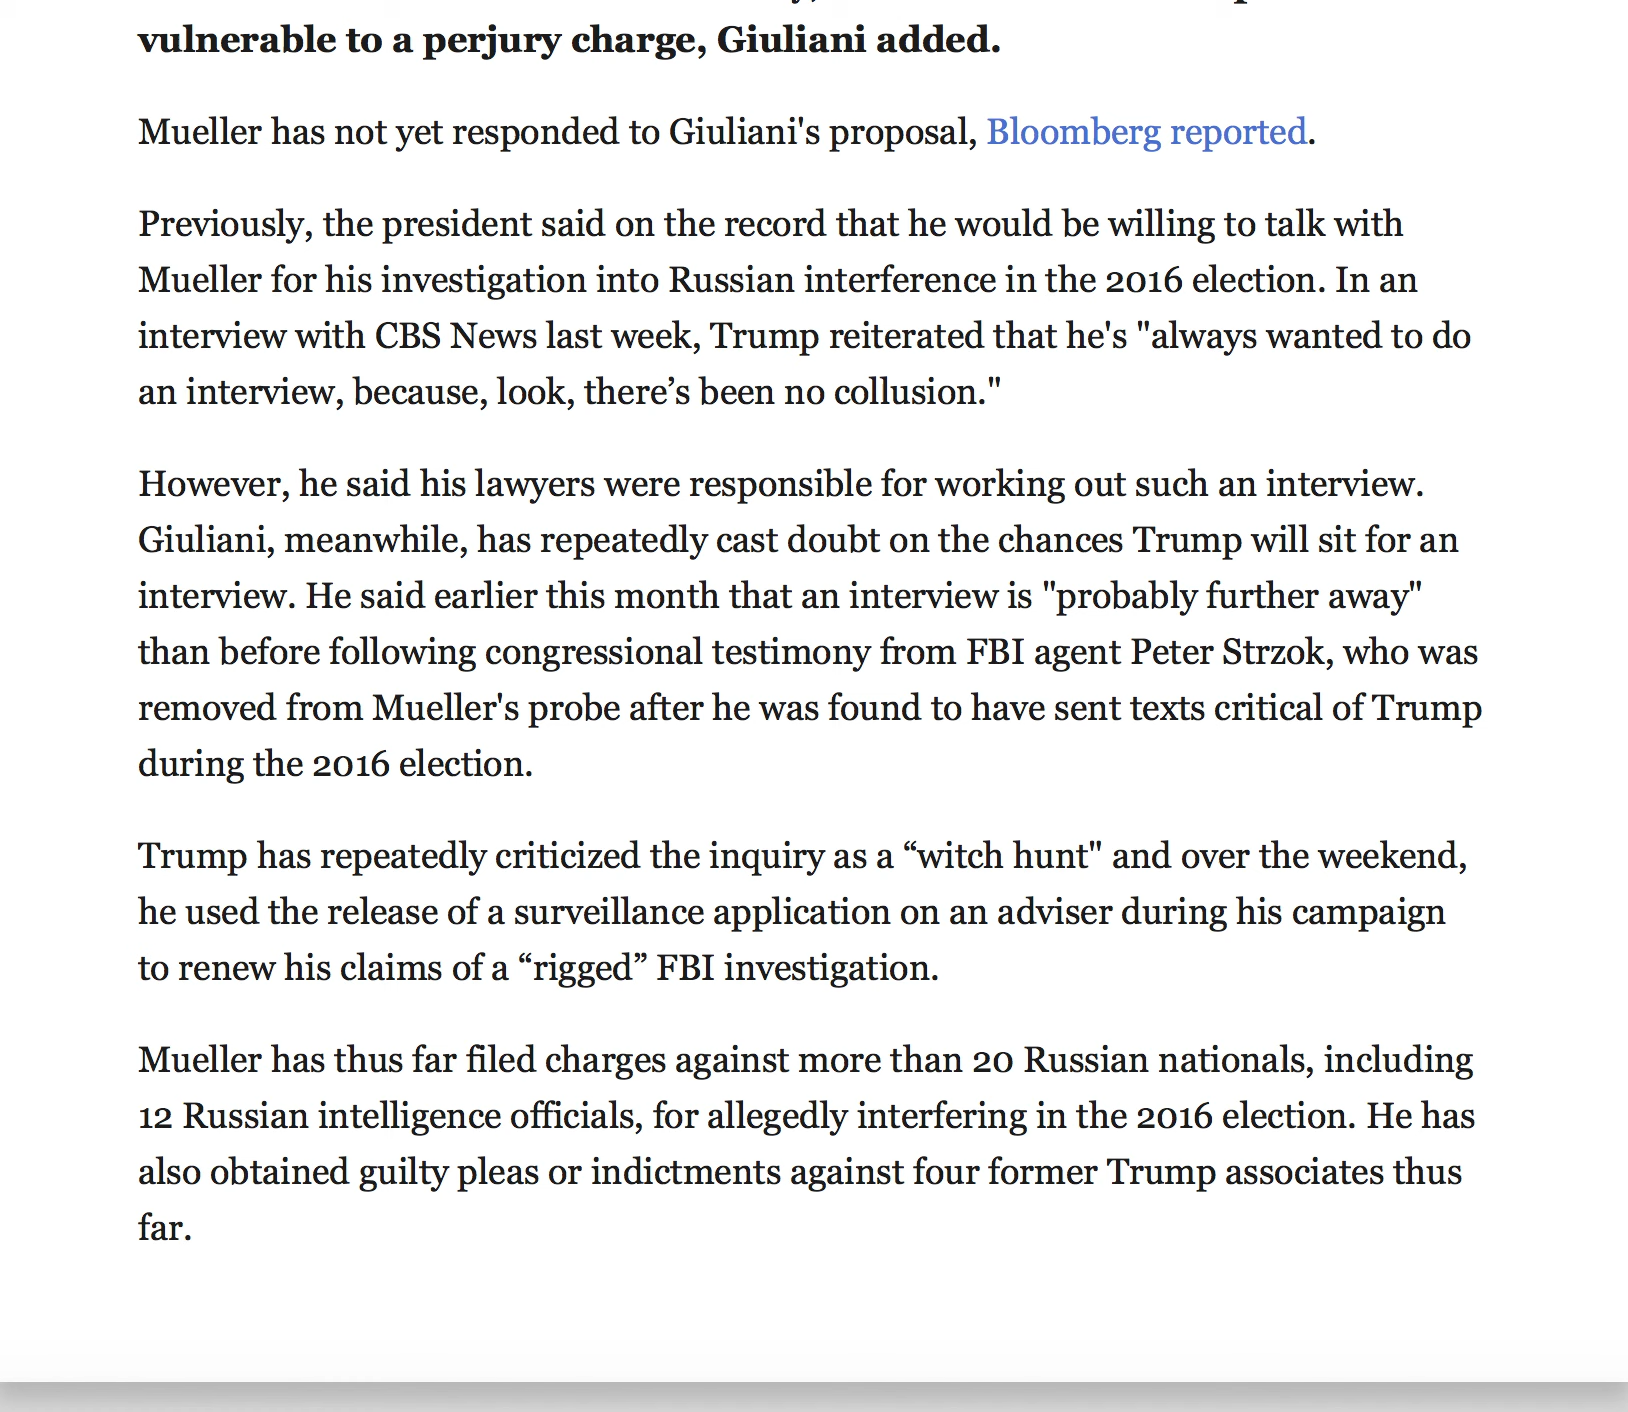 vulnerable to a perjury charge, Giuliani added.
Mueller has not yet responded to Giuliani's proposal, Bloomberg reported.
Previously, the president said on the record that he would be willing to talk with
Mueller for his investigation into Russian interference in the 2016 election. In an
interview with CBS News last week, Trump reiterated that he's "always wanted to do
an interview, because, look, there’s been no collusion."
However, he said his lawyers were responsible for working out such an interview.
Giuliani, meanwhile, has repeatedly cast doubt on the chances Trump will sit for an
interview. He said earlier this month that an interview is "probably further away"
than before following congressional testimony from FBI agent Peter Strzok, who was
removed from Mueller's probe after he was found to have sent texts critical of Trump
during the 2016 election.
Trump has repeatedly criticized the inquiry as a “witch hunt" and over the weekend,
he used the release of a surveillance application on an adviser during his campaign
to renew his claims of a “rigged” FBI investigation.
Mueller has thus far filed charges against more than 20 Russian nationals, including
12 Russian intelligence officials, for allegedly interfering in the 2016 election. He has
also obtained guilty pleas or indictments against four former Trump associates thus
far.